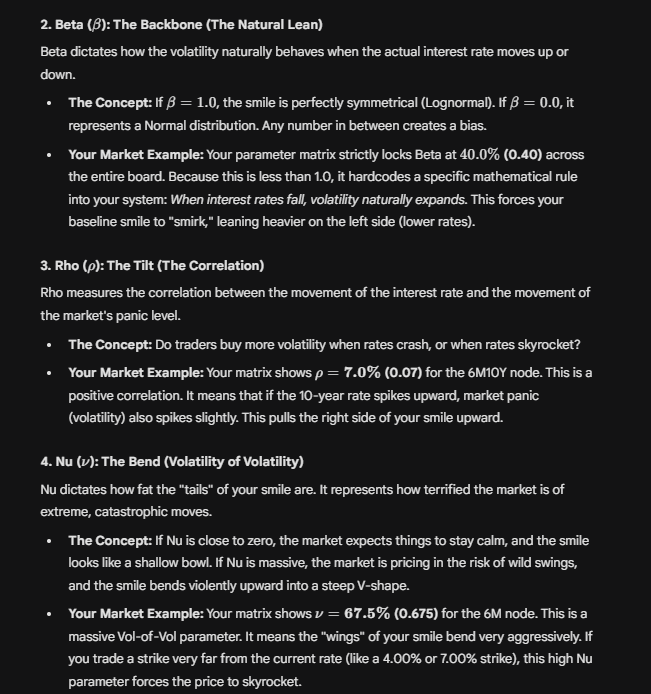 2. Beta (β): The Backbone (The Natural Lean)
Beta dictates how the volatility naturally behaves when the actual interest rate moves up or
down.
• The Concept: If β = 1.0, the smile is perfectly symmetrical (Lognormal). If β = 0.0, it
represents a Normal distribution. Any number in between creates a bias.
• Your Market Example: Your parameter matrix strictly locks Beta at 40.0% (0.40) across
the entire board. Because this is less than 1.0, it hardcodes a specific mathematical rule
into your system: When interest rates fall, volatility naturally expands. This forces your
baseline smile to "smirk," leaning heavier on the left side (lower rates).
3. Rho (ρ): The Tilt (The Correlation)
Rho measures the correlation between the movement of the interest rate and the movement of
the market's panic level.
• The Concept: Do traders buy more volatility when rates crash, or when rates skyrocket?
• Your Market Example: Your matrix shows ρ = 7.0% (0.07) for the 6M10Y node. This is a
positive correlation. It means that if the 10-year rate spikes upward, market panic
(volatility) also spikes slightly. This pulls the right side of your smile upward.
4. Nu (ν): The Bend (Volatility of Volatility)
Nu dictates how fat the "tails" of your smile are. It represents how terrified the market is of
extreme, catastrophic moves.
• The Concept: If Nu is close to zero, the market expects things to stay calm, and the smile
looks like a shallow bowl. If Nu is massive, the market is pricing in the risk of wild swings,
and the smile bends violently upward into a steep V-shape.
• Your Market Example: Your matrix shows ν = 67.5% (0.675) for the 6M node. This is a
massive Vol-of-Vol parameter. It means the "wings" of your smile bend very aggressively. If
you trade a strike very far from the current rate (like a 4.00% or 7.00% strike), this high Nu
parameter forces the price to skyrocket.